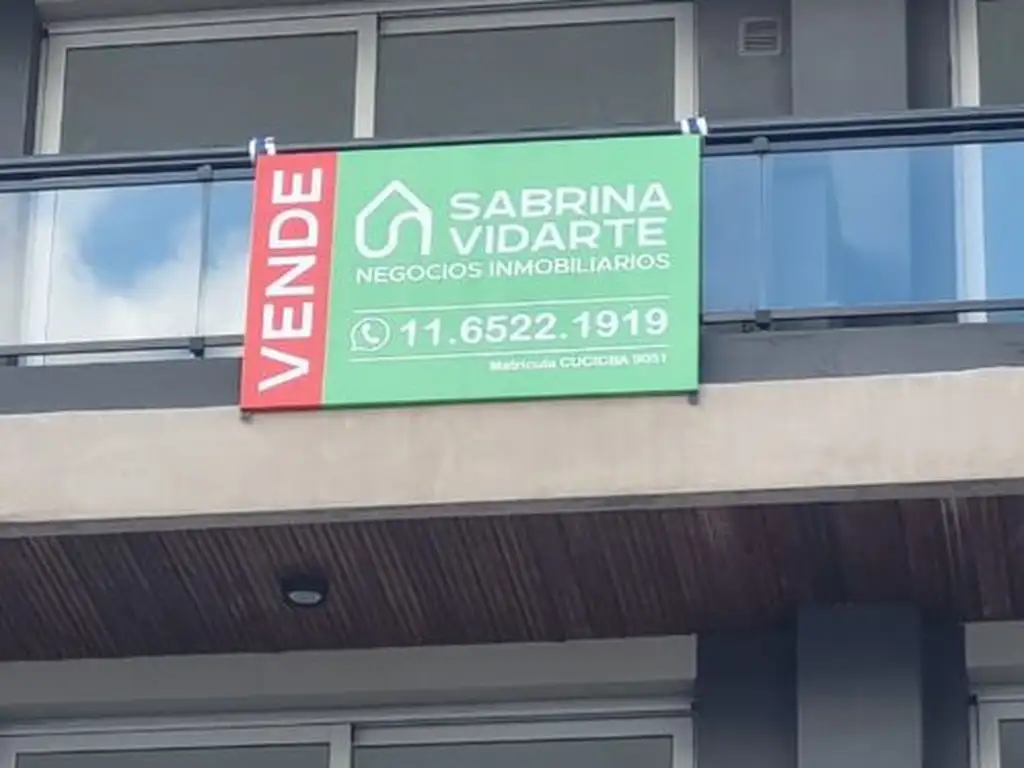 VENDE
SABRINA
VIDARTE
NEGOCIOS INMOBILIARIOS
11.6522.1919
Matrícula CUCICBA 9051